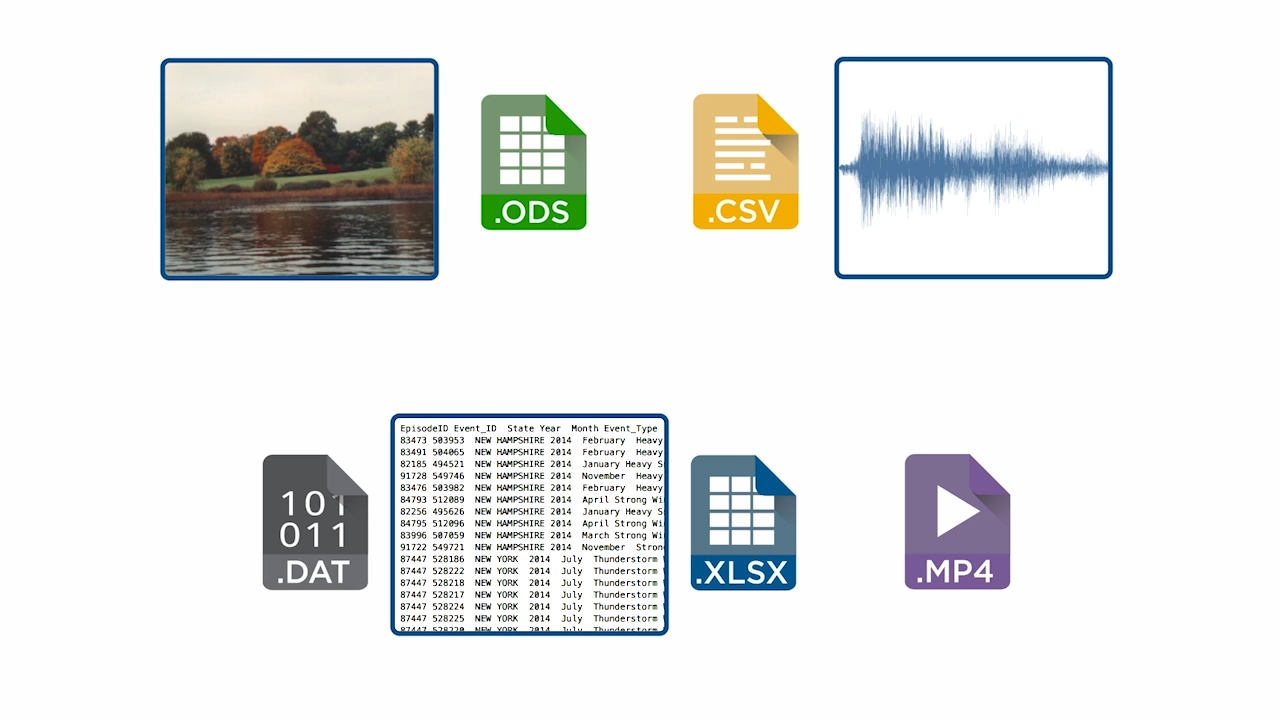 .ODS
.CSV
101
011
.DAT
EpisodeID Event_ID State Year Month Event_Type
83473 503953 NEW HAMPSHIRE 2014 February Heavy
83491 504065 NEW HAMPSHIRE 2014 February Heavy
82185 494521 NEW HAMPSHIRE 2014 January Heavy S
91728 549746 NEW HAMPSHIRE 2014 November Heavy
83476 503982 NEW HAMPSHIRE 2014 February Heavy
84793 512089 NEW HAMPSHIRE 2014 April Strong Wi
82256 495626 NEW HAMPSHIRE 2014 January Heavy S
84795 512096 NEW HAMPSHIRE 2014 April Strong Wi
83996 507059 NEW HAMPSHIRE 2014 March Strong Wi
91722 549721 NEW HAMPSHIRE 2014 November Stron
87447 528186 NEW YORK 2014 July Thunderstorm
87447 528222 NEW YORK 2014 July Thunderstorm
87447 528218 NEW YORK 2014 July Thunderstorm
87447 528217 NEW YORK 2014 July Thunderstorm
87447 528224 NEW YORK 2014 July Thunderstorm
87447 528225 NEW YORK 2014 July Thunderstorm
87447 NEW YORK 2014 July Thunderstorm
.XLSX
.MP4